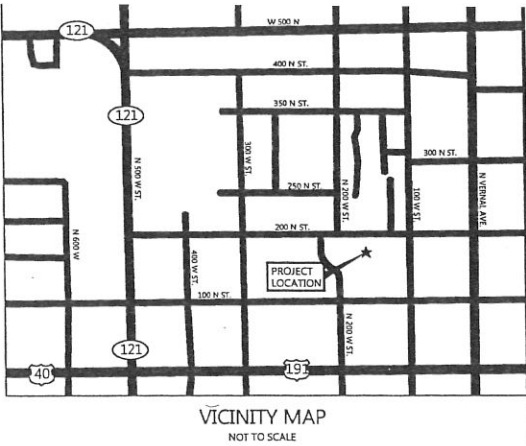 W 500 N
121
400 N ST.
121
350 N ST.
300 W ST.
300 N ST.
N 500 W ST.
250 N ST.
N 200 W ST.
100 W ST.
N VERNAL AVE
N 600 W
400 W ST.
200 N ST.
PROJECT
LOCATION
100 N ST.
N 200 W ST.
121
40
191
VICINITY MAP
NOT TO SCALE